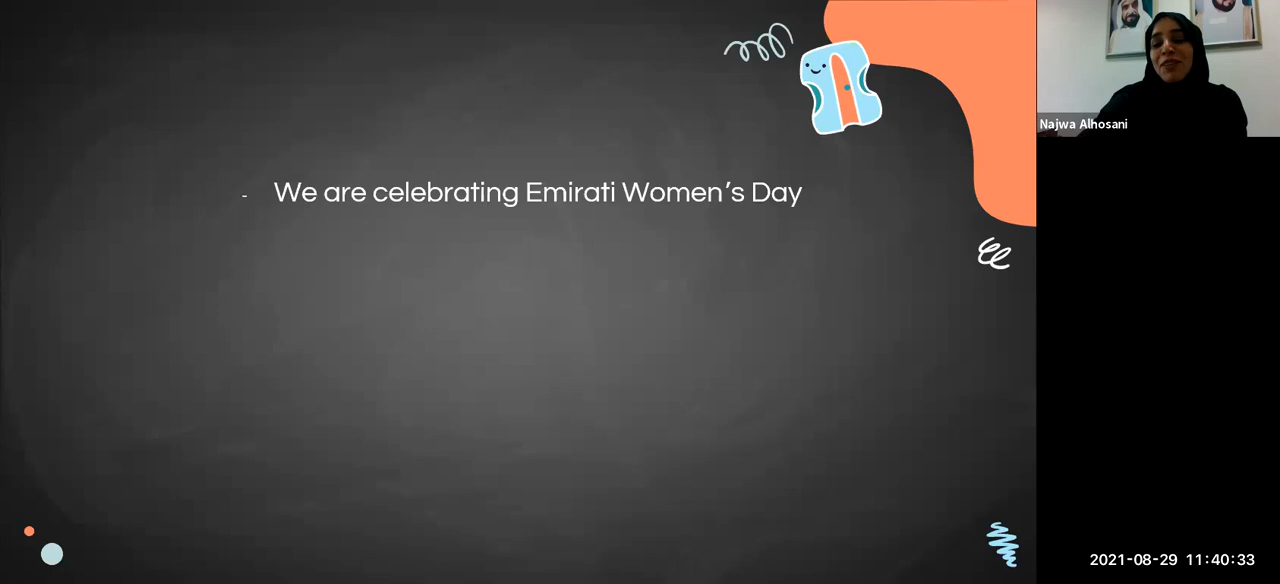 - We are celebrating Emirati Women’s Day
Najwa Alhosani
2021-08-29 11:40:33